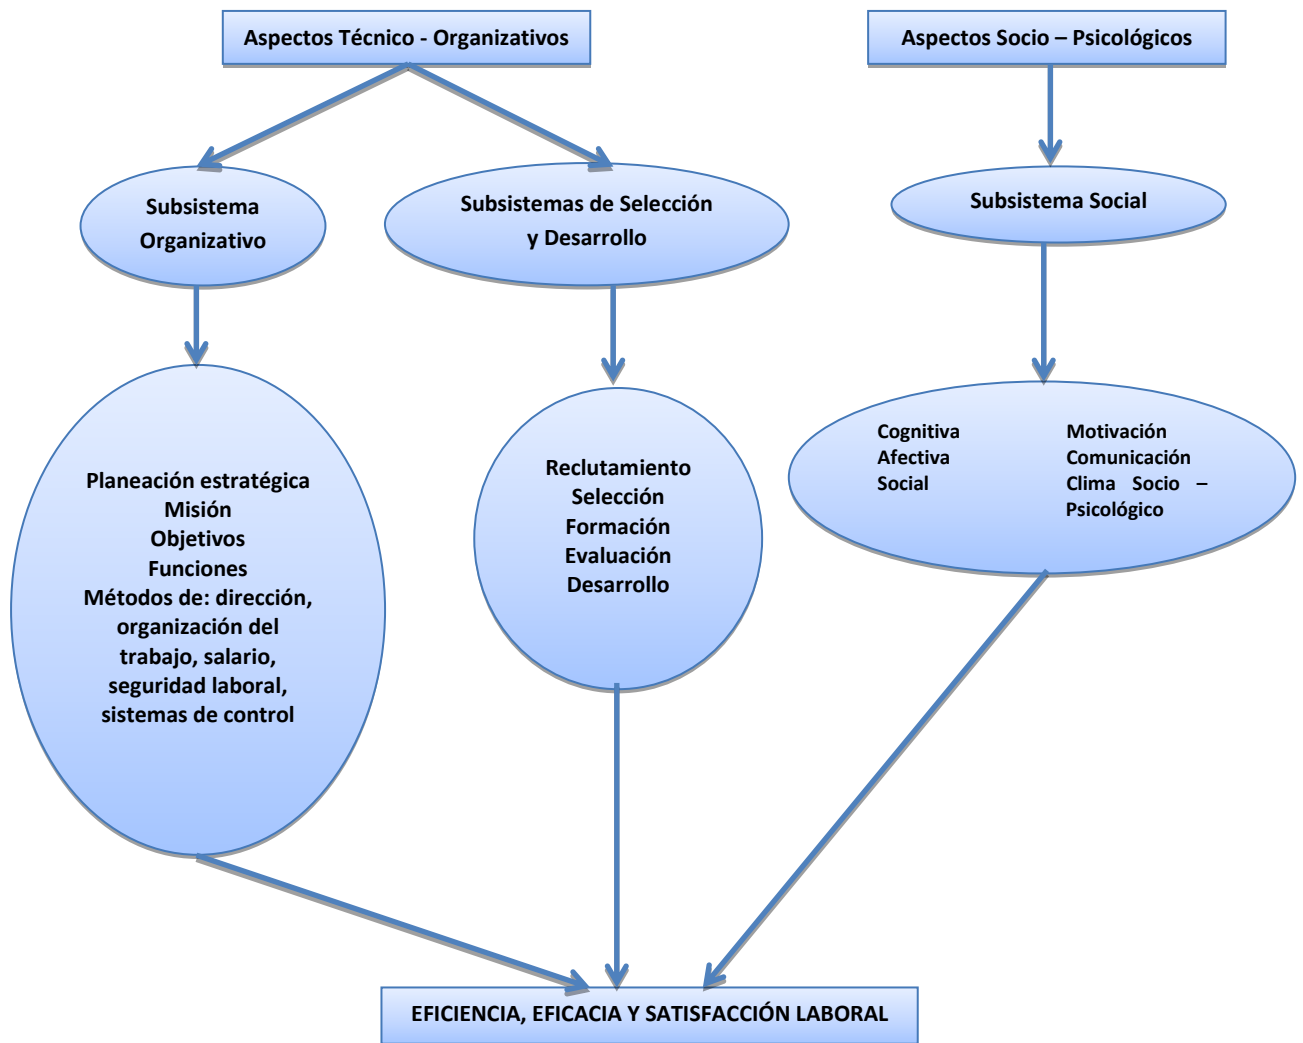 Aspectos Técnico - Organizativos
Aspectos Socio – Psicológicos
Subsistema
Organizativo
Subsistemas de Selección
y Desarrollo
Subsistema Social
Planeación estratégica
Misión
Objetivos
Funciones
Métodos de: dirección,
organización del
trabajo, salario,
seguridad laboral,
sistemas de control
Reclutamiento
Selección
Formación
Evaluación
Desarrollo
Cognitiva
Afectiva
Social
Motivación
Comunicación
Clima Socio –
Psicológico
EFICIENCIA, EFICACIA Y SATISFACCIÓN LABORAL